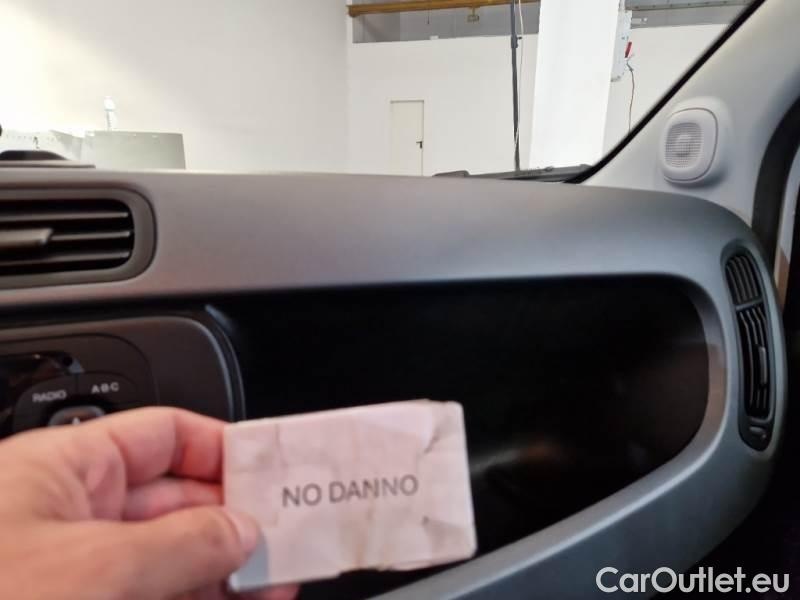 RADIO
A·B·C
NO DANNO
CarOutlet.eu